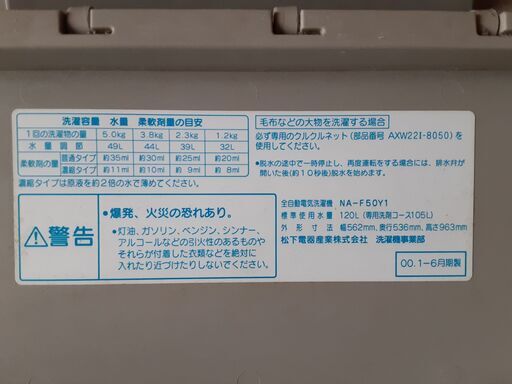 洗濯容量 水量 柔軟剤量の目安
1回の洗濯物の量 5.0kg 3.8kg 2.3kg 1.2kg
水量調節 49L 44L 39L 32L
柔軟剤の量 普通タイプ 約35ml 約30ml 約25ml 約20ml
濃縮タイプ 約11ml 約10ml 約 9ml 約 8ml
濃縮タイプは原液を約2倍の水で薄めてください。
毛布などの大物を洗濯する場合
必ず専用のクルクルネット(部品番号 AXW22I-8050)を
使用してください。
•脱水の途中で一時停止し、再度運転をする場合には、排水弁が
開いた後(約10秒後)脱水を開始します。
警告
•爆発、火災の恐れあり。
•灯油、ガソリン、ベンジン、シンナー、
アルコールなどの引火性のあるものや
それらが付着した衣類などを絶対に
入れたり近づけたりしないでください。
全自動電気洗濯機 NA-F50Y1
標準使用水量 120L(専用洗剤コース105L)
外形寸法 幅562mm、奥行536mm、高さ963mm
松下電器産業株式会社 洗濯機事業部
00.1-6月期製